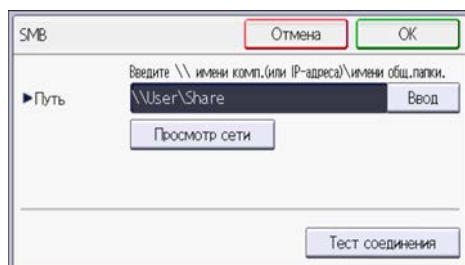 SMB Отмена OK
Введите \\ имени комп.(или IP-адреса)\имени общ.папки.
►Путь \\User\Share Ввод
Просмотр сети
Тест соединения